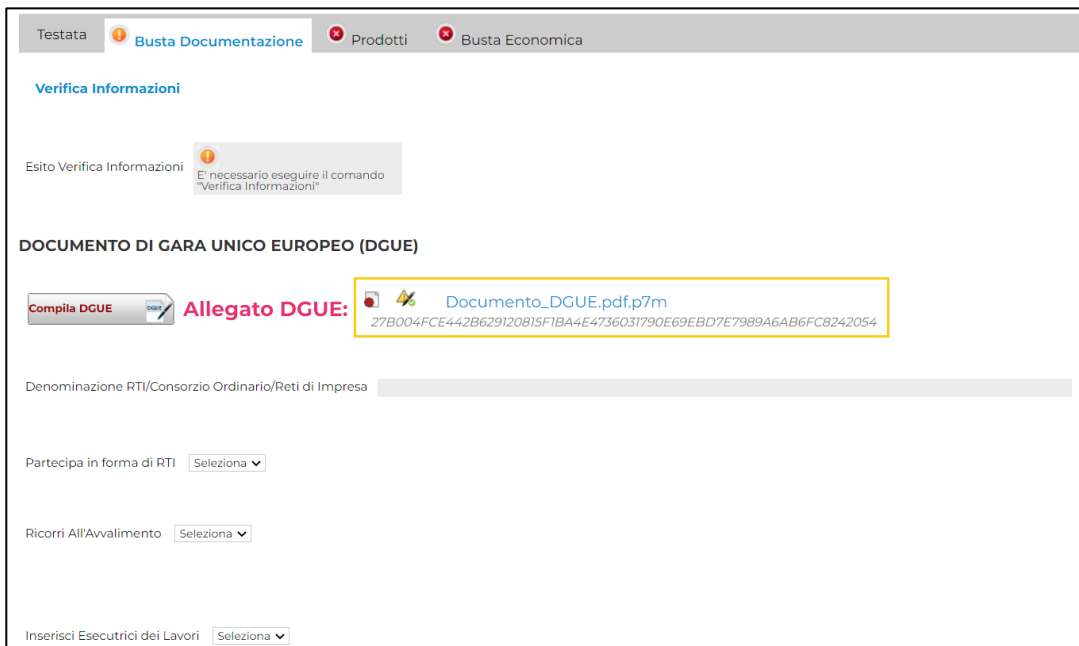 Testata Busta Documentazione Prodotti Busta Economica
Verifica Informazioni
Esito Verifica Informazioni
E' necessario eseguire il comando
"Verifica Informazioni"
DOCUMENTO DI GARA UNICO EUROPEO (DGUE)
Compila DGUE DGUE Allegato DGUE: Documento_DGUE.pdf.p7m
27B004FCE442B629120815F1BA4E4736031790E69EBD7E7989A6AB6FC8242054
Denominazione RTI/Consorzio Ordinario/Reti di Impresa
Partecipa in forma di RTI Seleziona
Ricorri All'Avvalimento Seleziona
Inserisci Esecutrici dei Lavori Seleziona